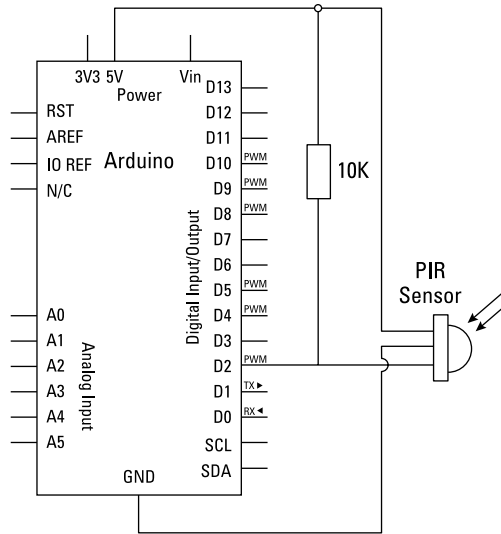 3V3 5V Vin
Power
RST
AREF
IO REF
N/C
Arduino
A0
A1
A2
A3
A4
A5
Analog Input
Digital Input/Output
D13
D12
D11
D10 PWM
D9 PWM
D8 PWM
D7
D6
D5 PWM
D4 PWM
D3
D2 PWM
D1 TX ▶
D0 RX ◀
SCL
SDA
GND
10K
PIR
Sensor